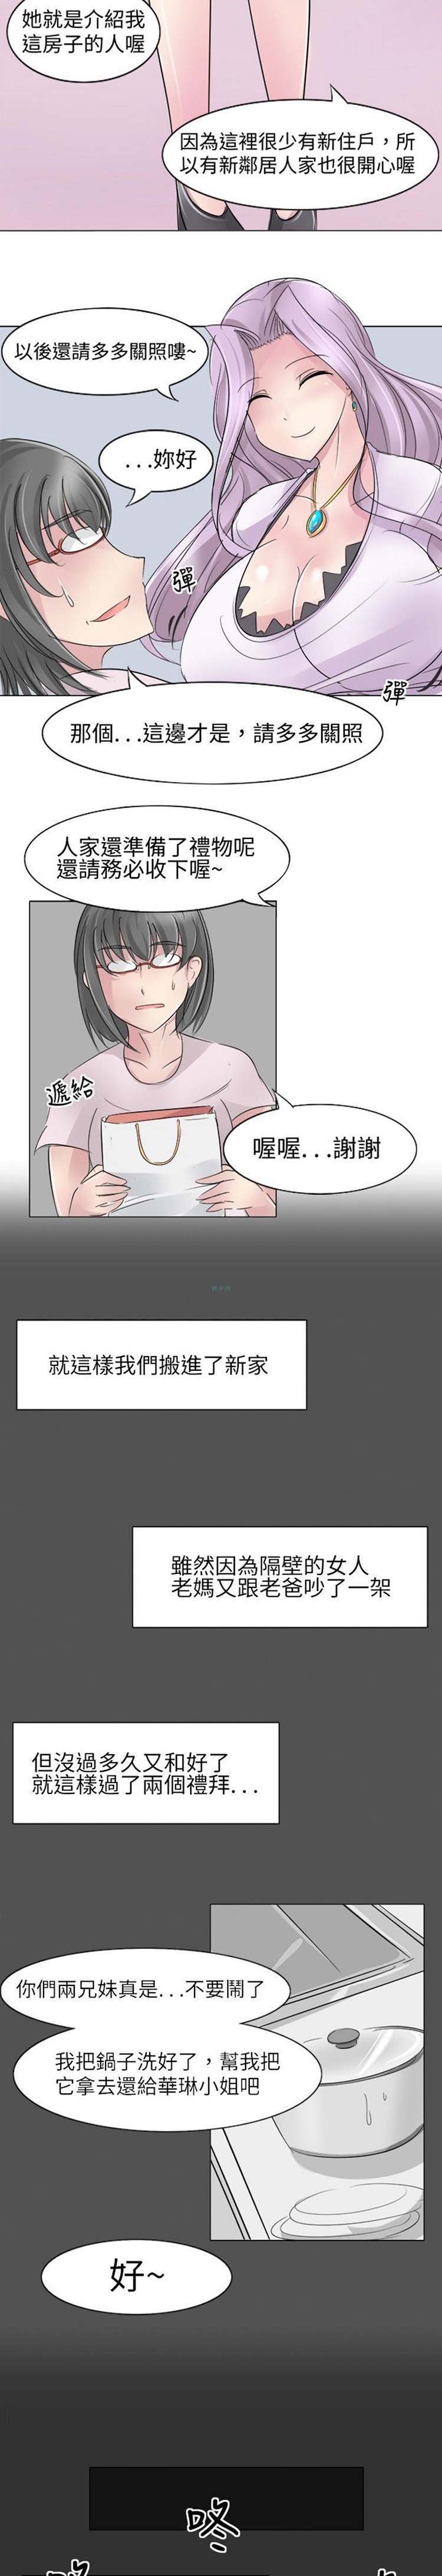 她就是介紹我
這房子的人喔
因為這裡很少有新住戶，所
以有新鄰居人家也很開心喔
以後還請多多關照嘍~
...妳好
彈
彈
那個...這邊才是，請多多關照
人家還準備了禮物呢
還請務必收下喔~
遞給
喔喔...謝謝
就這樣我們搬進了新家
雖然因為隔壁的女人
老媽又跟老爸吵了一架
但沒過多久又和好了
就這樣過了兩個禮拜...
你們兩兄妹真是...不要鬧了
我把鍋子洗好了，幫我把
它拿去還給華琳小姐吧
好~
咚